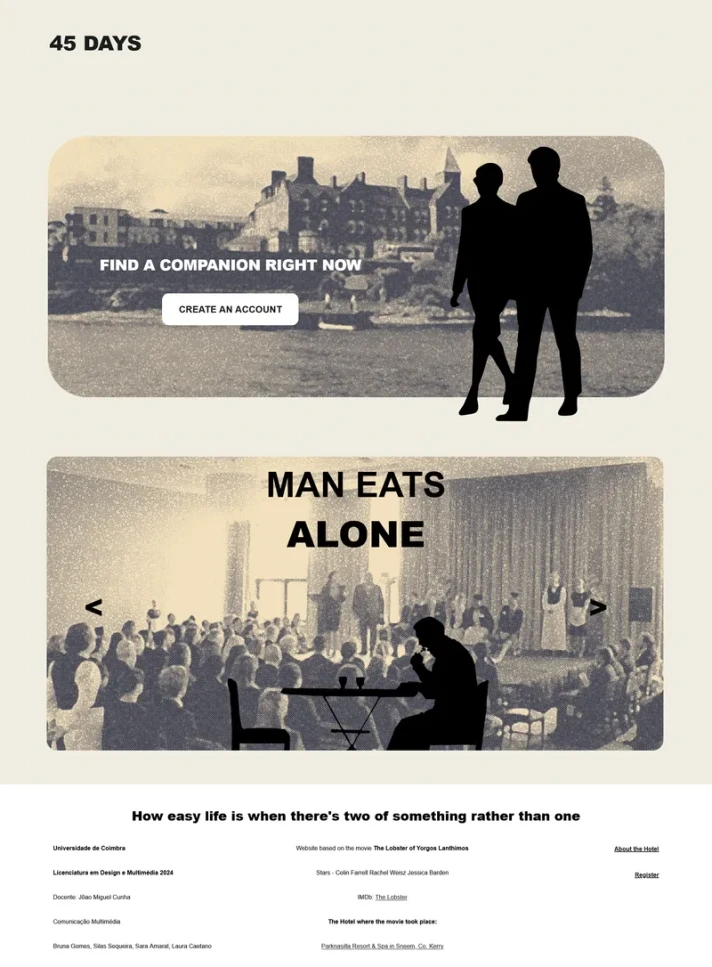 45 DAYS
FIND A COMPANION RIGHT NOW
CREATE AN ACCOUNT
MAN EATS
ALONE
<
>
How easy life is when there's two of something rather than one
Universidade de Coimbra
Licenciatura em Design e Multimédia 2024
Docente: Jõao Miguel Cunha
Comunicação Multimédia
Bruna Gomes, Silas Sequeira, Sara Amaral, Laura Caetano
Website based on the movie The Lobster of Yorgos Lanthimos
Stars - Colin Farrell Rachel Weisz Jessica Barden
IMDb: The Lobster
The Hotel where the movie took place:
Parknasilla Resort & Spa in Sneem, Co. Kerry
About the Hotel
Register